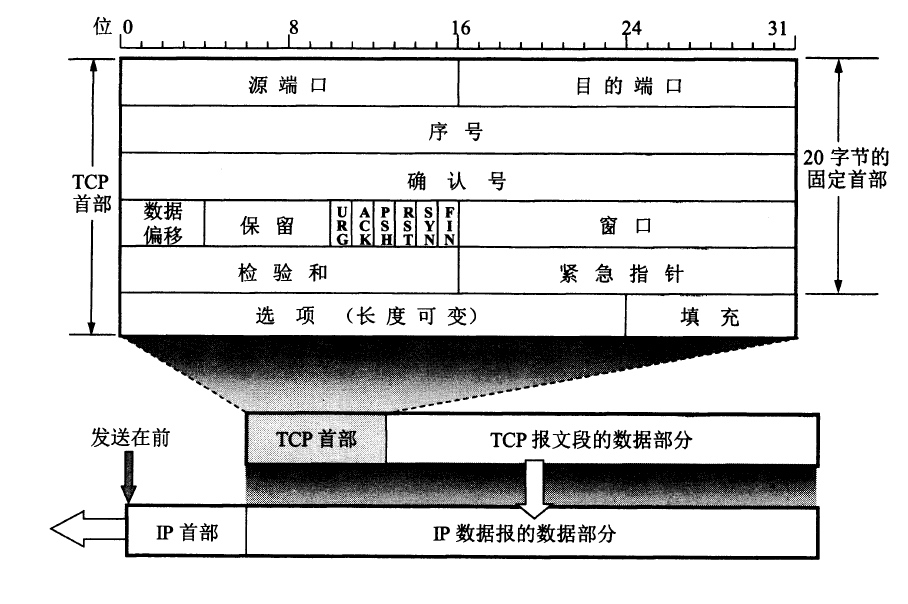 位 0 8 16 24 31
源端口 目的端口
序号
确认号
TCP
首部
20 字节的
固定首部
数据
偏移
保留
URG
ACK
PSH
RST
SYN
FIN
窗口
检验和 紧急指针
选项（长度可变） 填充
发送在前
TCP 首部 TCP 报文段的数据部分
IP 首部 IP 数据报的数据部分